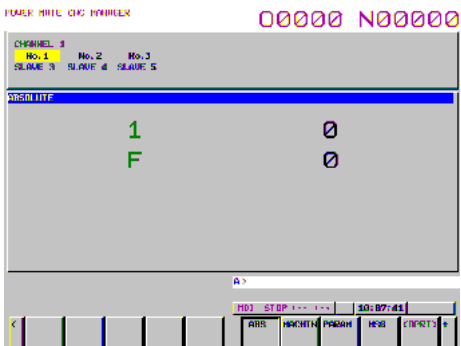 POWER MATE CNC MANAGER O0000 N00000
CHANNEL 1
No.1 No.2 No.3
SLAVE 3 SLAVE 4 SLAVE 5
ABSOLUTE
1 0
F 0
A>
MDI STOP *** *** 10:07:41
< ABS MACHIN PARAM MSG (OPRT) +